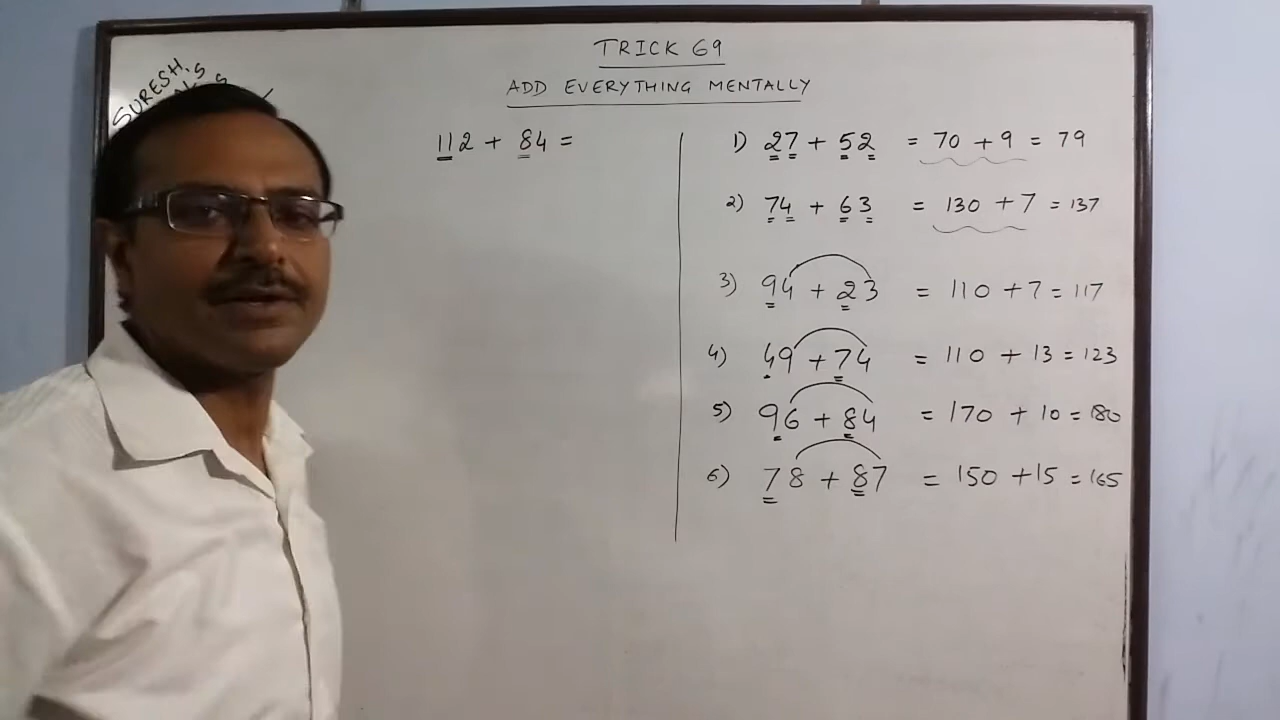 TRICK 69
ADD EVERYTHING MENTALLY
SURESH
112 + 84 =
1) 27 + 52 = 70 + 9 = 79
2) 74 + 63 = 130 + 7 = 137
3) 94 + 23 = 110 + 7 = 117
4) 49 + 74 = 110 + 13 = 123
5) 96 + 84 = 170 + 10 = 180
6) 78 + 87 = 150 + 15 = 165